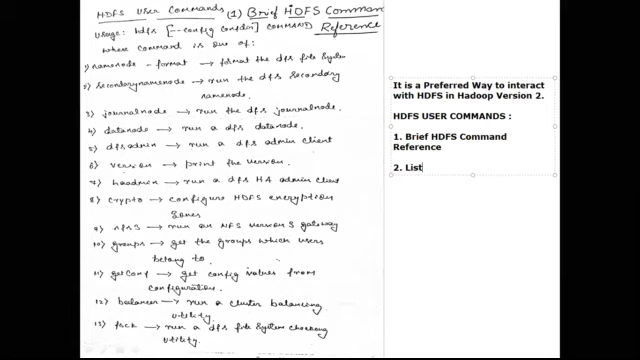 HDFS User Commands (1) Brief HDFS Command
Reference
Usage: hdfs [--config confdir] COMMAND
Where command is one of:
1) namenode - format → format the dfs file System
2) secondarynamenode → run the dfs secondary
namenode.
3) journalnode → run the dfs journalnode.
4) datanode → run a dfs datanode.
5) dfsadmin → run a dfs admin client
6) version → print the version.
7) haadmin → run a dfs HA admin client
8) crypto → configure HDFS encryption
zones
9) nfs3 → run an NFS version 3 gateway
10) groups → get the groups which users
belong to.
11) getConf → get config values from
configuration.
12) balancer → run a cluster balancing
utility.
13) fsck → run a dfs file System checking
utility.
It is a Preferred Way to interact
with HDFS in Hadoop Version 2.
HDFS USER COMMANDS :
1. Brief HDFS Command
Reference
2. List